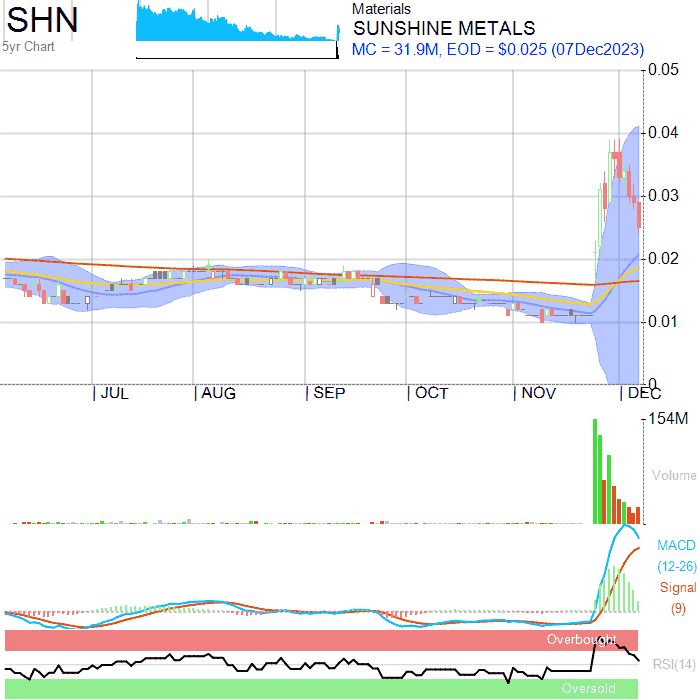 SHN
5yr Chart
Materials
SUNSHINE METALS
MC = 31.9M, EOD = $0.025 (07Dec2023)
0.05
0.04
0.03
0.02
0.01
0
JUL AUG SEP OCT NOV DEC
154M
Volume
MACD
(12-26)
Signal
(9)
Overbought
RSI(14)
Oversold